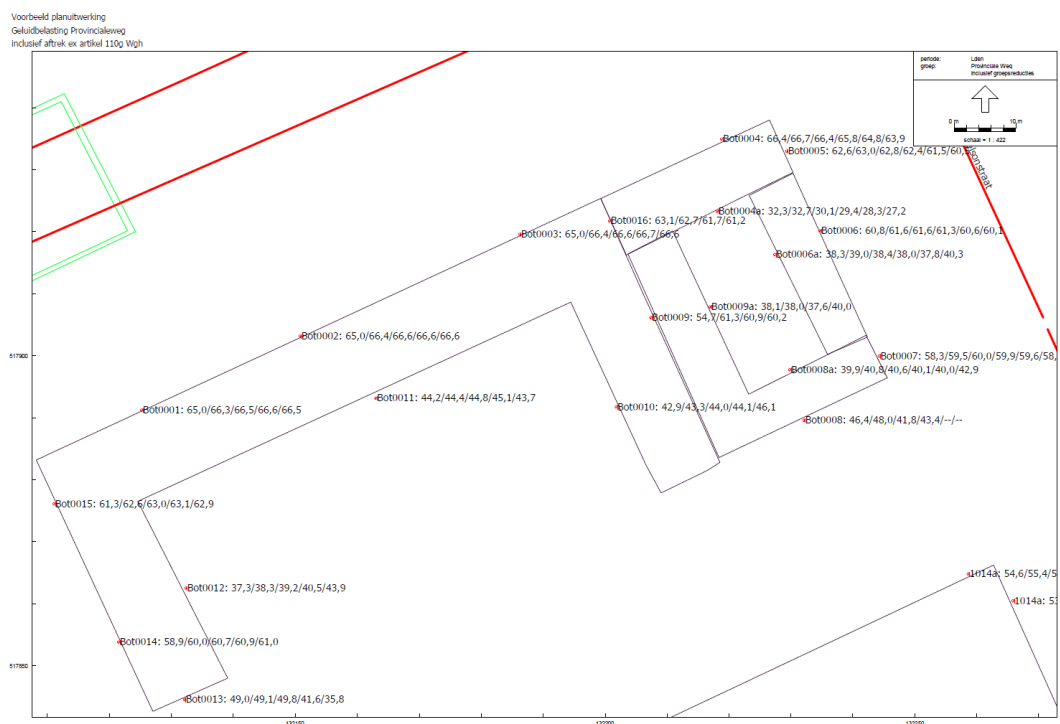 Voorbeeld planuitwerking
Geluidbelasting Provincialeweg
inclusief aftrek ex artikel 110g Wgh
periode: Lden
groep: Provinciale Weg
Inclusief groepsreducties
0 m 10 m
schaal = 1 : 422
Bot0004: 66,4/66,7/66,4/65,8/64,8/63,9
Bot0005: 62,6/63,0/62,8/62,4/61,5/60,
Bot0004a: 32,3/32,7/30,1/29,4/28,3/27,2
Bot0016: 63,1/62,7/61,7/61,2
Bot0003: 65,0/66,4/66,6/66,7/66,6
Bot0006: 60,8/61,6/61,6/61,3/60,6/60,1
Bot0006a: 38,3/39,0/38,4/38,0/37,8/40,3
Bot0009a: 38,1/38,0/37,6/40,0
Bot0009: 54,7/61,3/60,9/60,2
Bot0002: 65,0/66,4/66,6/66,6/66,6
517900
Bot0007: 58,3/59,5/60,0/59,9/59,6/58,
Bot0008a: 39,9/40,8/40,6/40,1/40,0/42,9
Bot0011: 44,2/44,4/44,8/45,1/43,7
Bot0010: 42,9/43,3/44,0/44,1/46,1
Bot0001: 65,0/66,3/66,5/66,6/66,5
Bot0008: 46,4/48,0/41,8/43,4/--/--
Bot0015: 61,3/62,6/63,0/63,1/62,9
1014a: 54,6/55,4/5
Bot0012: 37,3/38,3/39,2/40,5/43,9
1014a: 53
Bot0014: 58,9/60,0/60,7/60,9/61,0
517850
Bot0013: 49,0/49,1/49,8/41,6/35,8